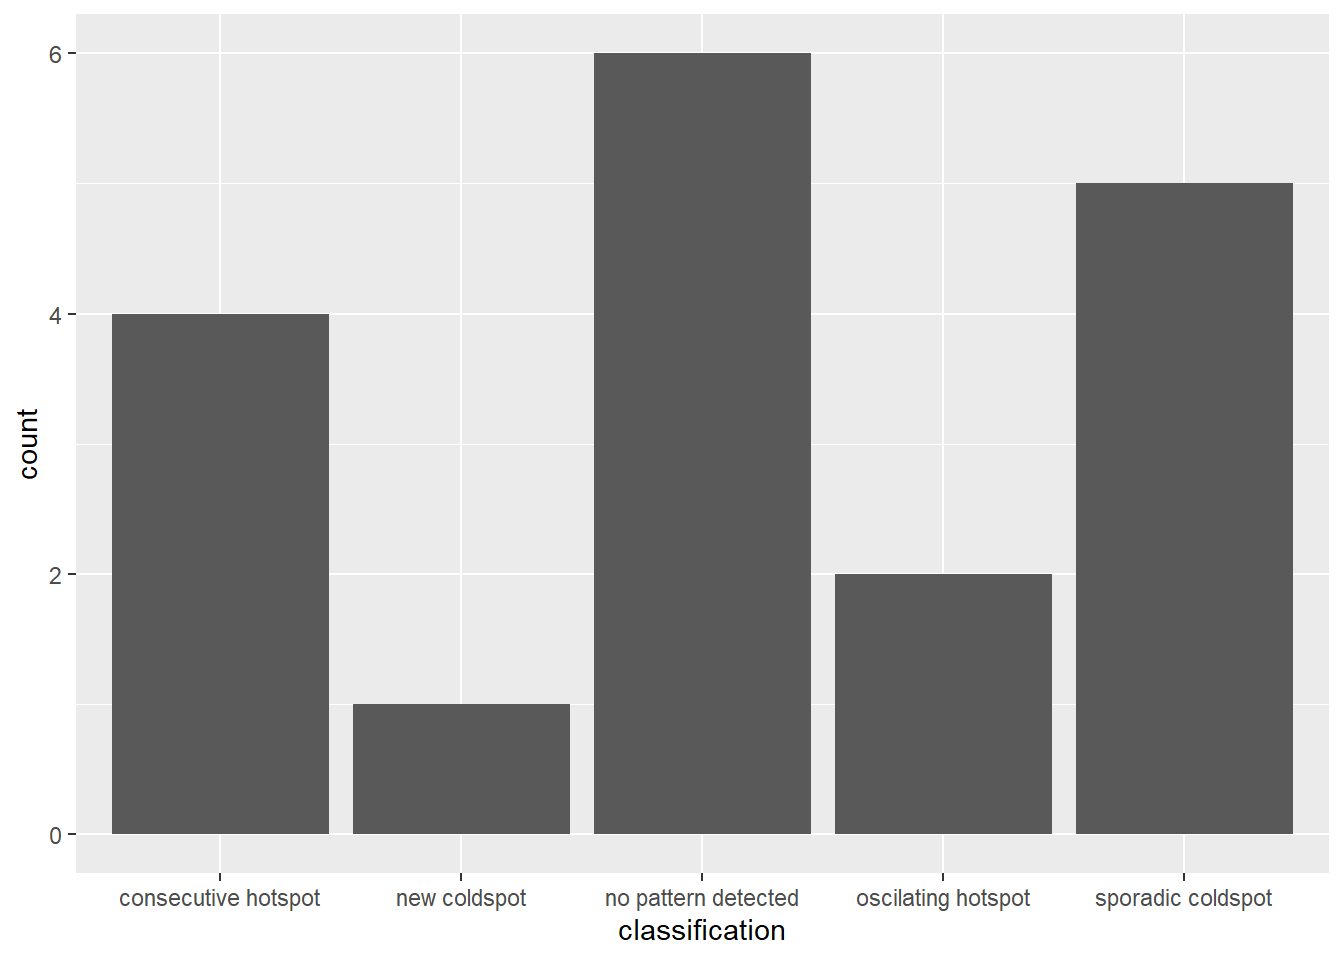 6
4
2
0
count
consecutive hotspot
new coldspot
no pattern detected
oscilating hotspot
sporadic coldspot
classification